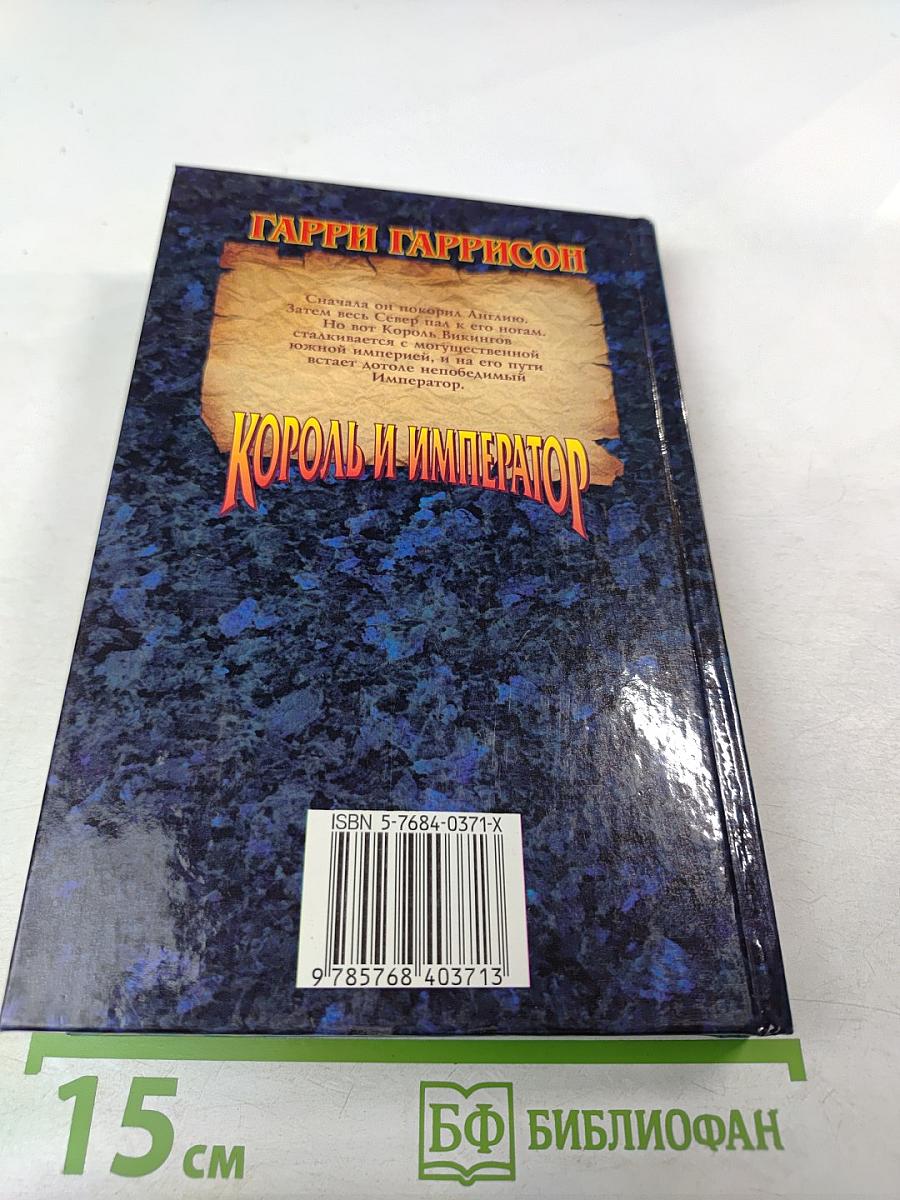 ГАРРИ ГАРРИСОН
Сначала он покорил Англию.
Затем весь Север пал к его ногам.
Но вот Король Викингов
сталкивается с могущественной
южной империей, и на его пути
встает дотоле непобедимый
Император.
КОРОЛЬ И ИМПЕРАТОР
ISBN 5-7684-0371-X
9 785768 403713
15 см
БФ БИБЛИОФАН